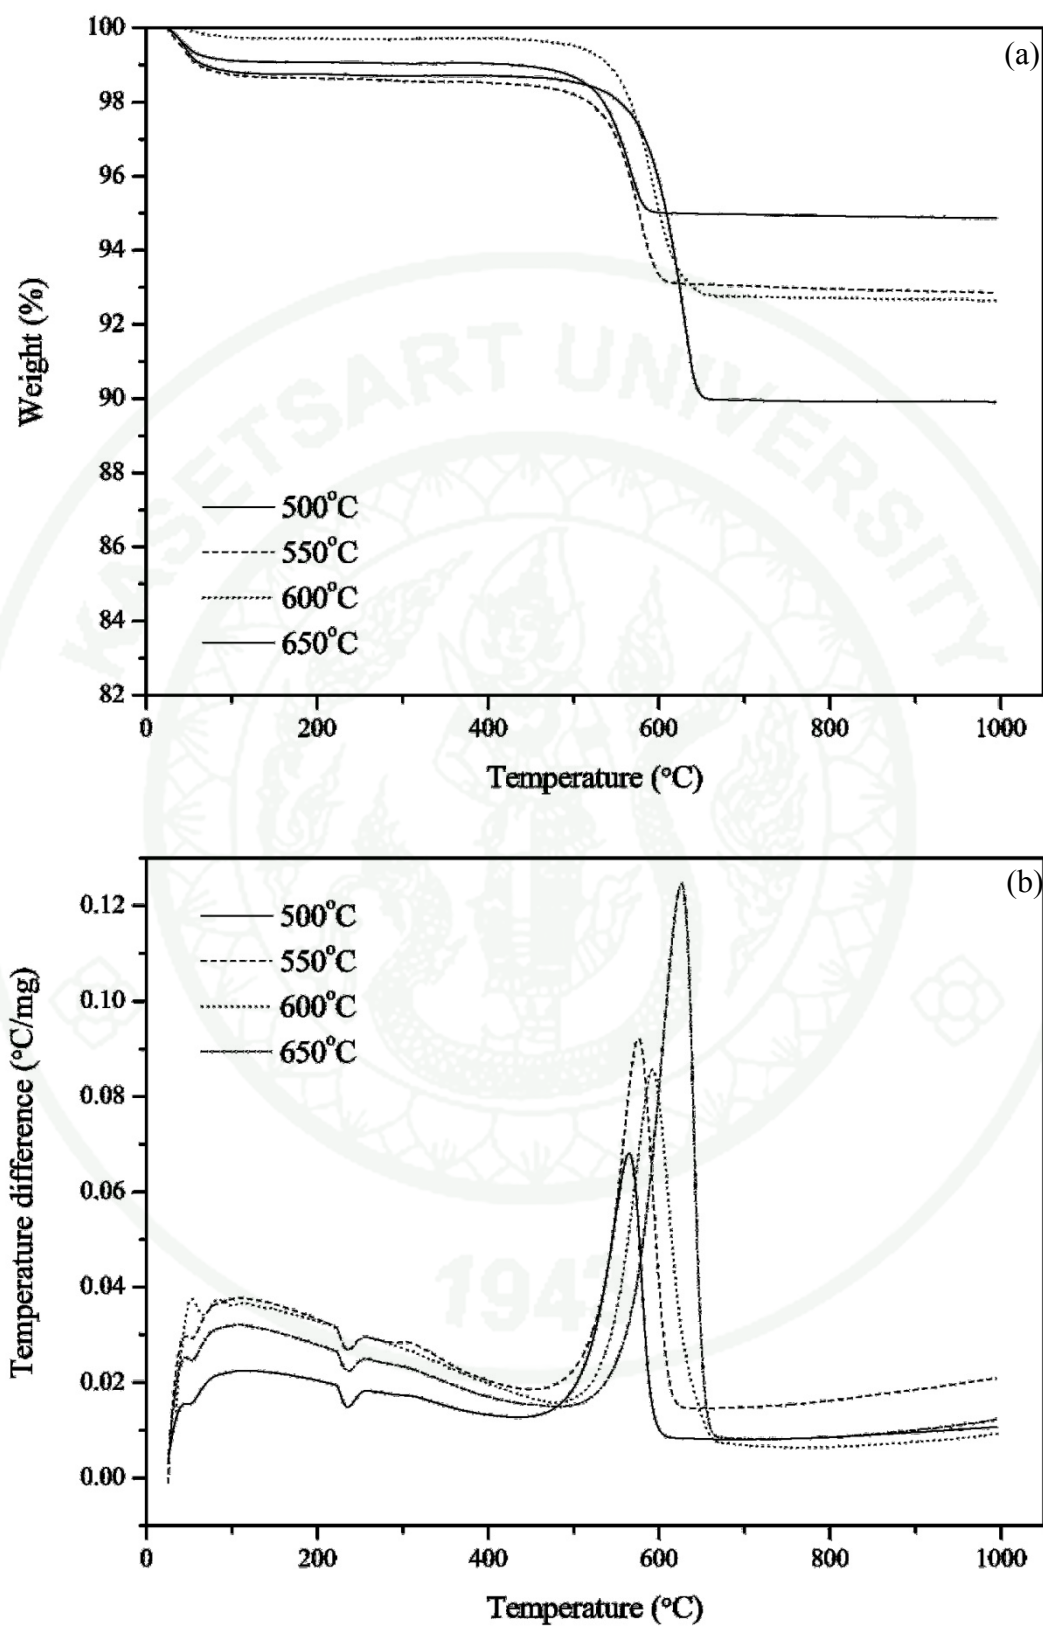 (a)
100
98
96
94
92
90
88
86
84
82
Weight (%)
500°C
550°C
600°C
650°C
0 200 400 600 800 1000
Temperature (°C)
KASETSART UNIVERSITY
(b)
0.12
0.10
0.08
0.06
0.04
0.02
0.00
Temperature difference (°C/mg)
500°C
550°C
600°C
650°C
194
0 200 400 600 800 1000
Temperature (°C)